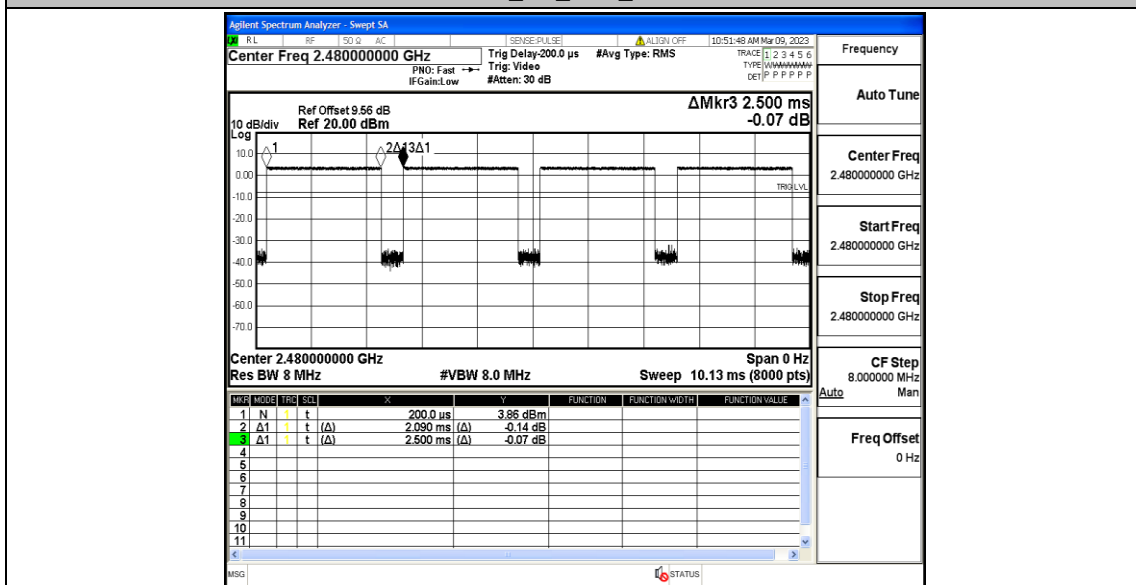 Agilent Spectrum Analyzer - Swept SA
RL RF 50 Ω AC SENSE:PULSE ALIGN OFF 10:51:48 AM Mar 09, 2023
Center Freq 2.480000000 GHz
PNO: Fast
IFGain:Low
Trig Delay-200.0 µs
Trig: Video
#Atten: 30 dB
#Avg Type: RMS
TRACE 1 2 3 4 5 6
TYPE
DET P P P P P P
ΔMkr3 2.500 ms
-0.07 dB
Ref Offset 9.56 dB
10 dB/div Ref 20.00 dBm
Log
10.0
0.00
-10.0
-20.0
-30.0
-40.0
-50.0
-60.0
-70.0
1
2Δ1 3Δ1
TRIG LVL
Center 2.480000000 GHz Span 0 Hz
Res BW 8 MHz #VBW 8.0 MHz Sweep 10.13 ms (8000 pts)
MKR MODE TRC SCL X Y FUNCTION FUNCTION WIDTH FUNCTION VALUE
1 N 1 t 200.0 µs 3.86 dBm
2 Δ1 1 t (Δ) 2.090 ms (Δ) -0.14 dB
3 Δ1 1 t (Δ) 2.500 ms (Δ) -0.07 dB
4
5
6
7
8
9
10
11
MSG STATUS
Frequency
Auto Tune
Center Freq
2.480000000 GHz
Start Freq
2.480000000 GHz
Stop Freq
2.480000000 GHz
CF Step
8.000000 MHz
Auto Man
Freq Offset
0 Hz